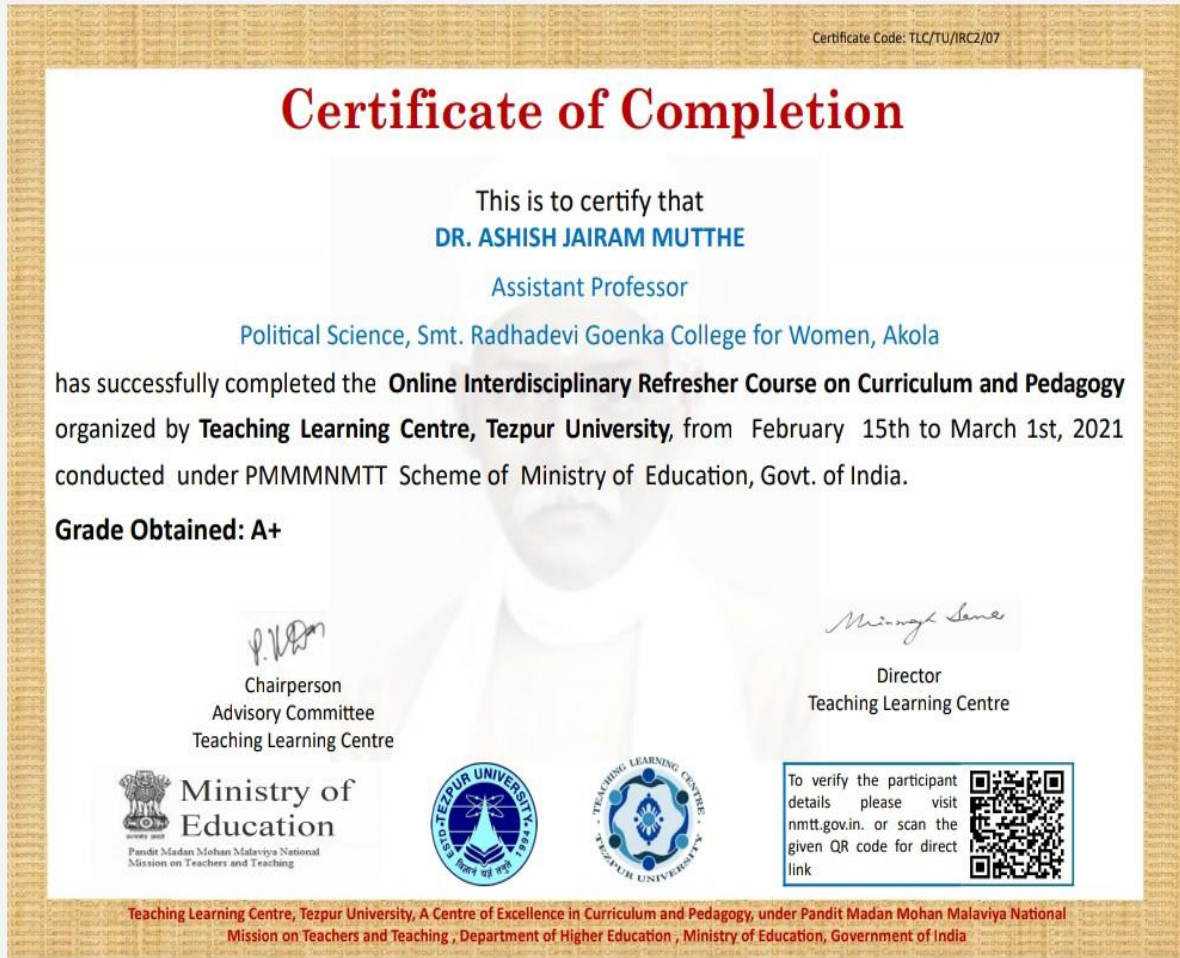 Certificate Code: TLC/TU/IRC2/07
Certificate of Completion
This is to certify that
DR. ASHISH JAIRAM MUTTHE
Assistant Professor
Political Science, Smt. Radhadevi Goenka College for Women, Akola
has successfully completed the Online Interdisciplinary Refresher Course on Curriculum and Pedagogy
organized by Teaching Learning Centre, Tezpur University, from February 15th to March 1st, 2021
conducted under PMMMNMTT Scheme of Ministry of Education, Govt. of India.
Grade Obtained: A+
Chairperson
Advisory Committee
Teaching Learning Centre
Director
Teaching Learning Centre
सत्यमेव जयते
Ministry of
Education
Pandit Madan Mohan Malaviya National
Mission on Teachers and Teaching
TEZPUR UNIVERSITY
ESTD. 1994
TEACHING LEARNING CENTRE
TEZPUR UNIVERSITY
To verify the participant
details please visit
nmtt.gov.in. or scan the
given QR code for direct
link
Teaching Learning Centre, Tezpur University, A Centre of Excellence in Curriculum and Pedagogy, under Pandit Madan Mohan Malaviya National
Mission on Teachers and Teaching , Department of Higher Education , Ministry of Education, Government of India